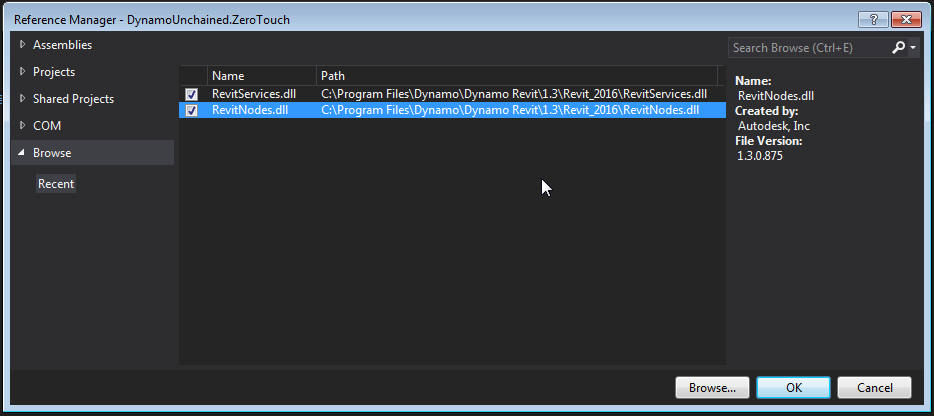 Reference Manager - DynamoUnchained.ZeroTouch
?
Assemblies
Projects
Shared Projects
COM
Browse
Recent
Name Path
RevitServices.dll C:\Program Files\Dynamo\Dynamo Revit\1.3\Revit_2016\RevitServices.dll
RevitNodes.dll C:\Program Files\Dynamo\Dynamo Revit\1.3\Revit_2016\RevitNodes.dll
Search Browse (Ctrl+E)
Name:
RevitNodes.dll
Created by:
Autodesk, Inc
File Version:
1.3.0.875
Browse... OK Cancel